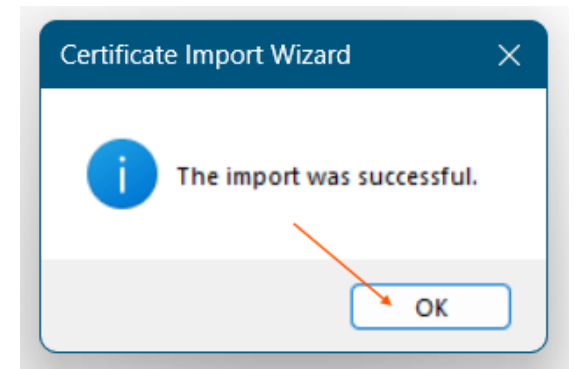 Certificate Import Wizard
The import was successful.
OK